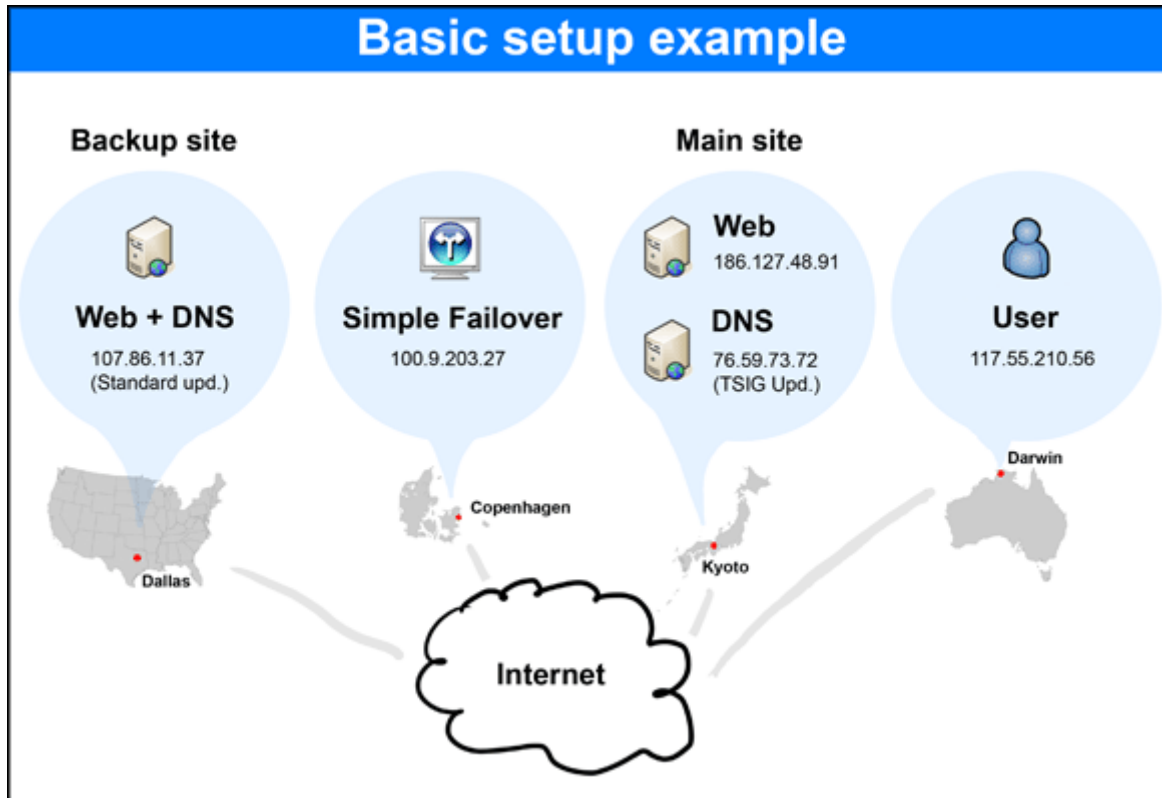 Basic setup example
Backup site
Web + DNS
107.86.11.37
(Standard upd.)
Dallas
Simple Failover
100.9.203.27
Copenhagen
Main site
Web
186.127.48.91
DNS
76.59.73.72
(TSIG Upd.)
Kyoto
User
117.55.210.56
Darwin
Internet